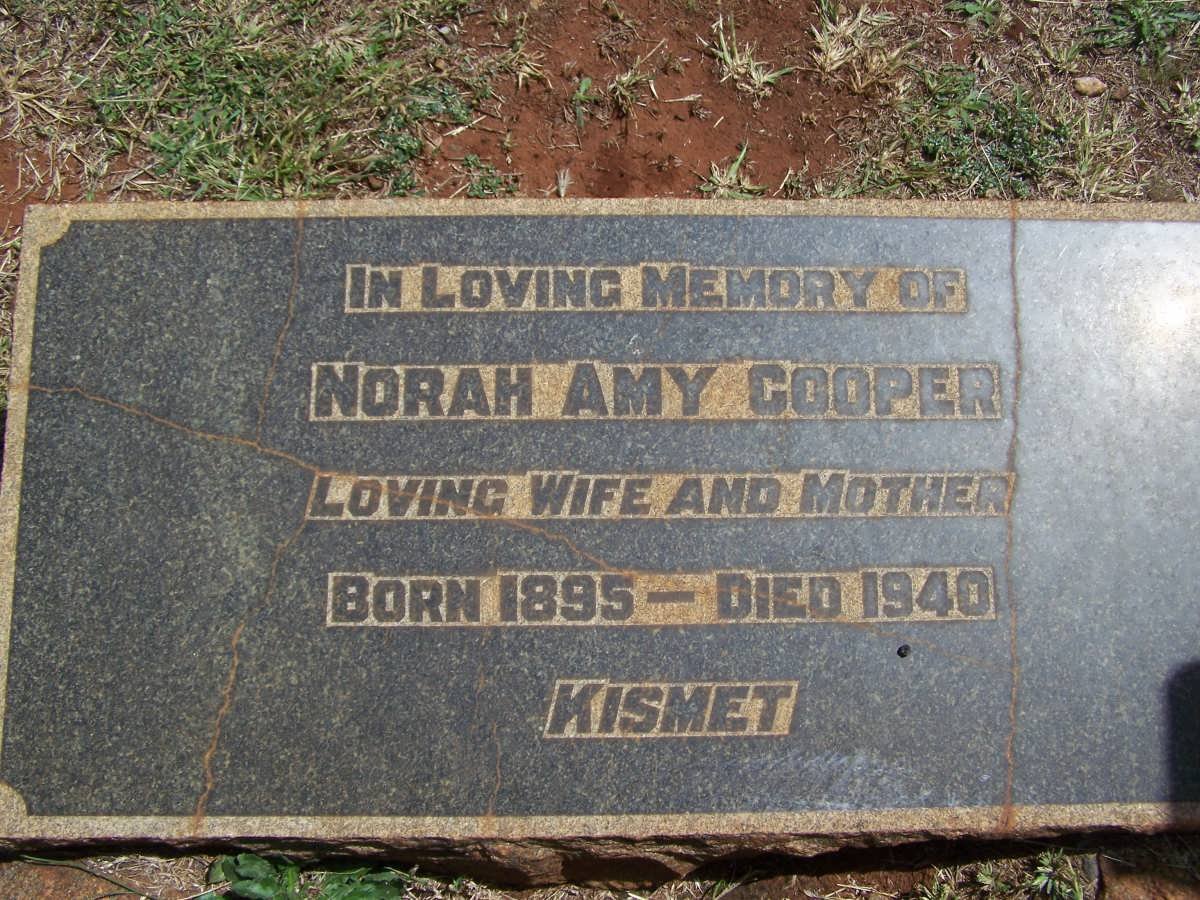 In Loving Memory of
Norah Amy Cooper
Loving Wife and Mother
Born 1895 — Died 1940
Kismet